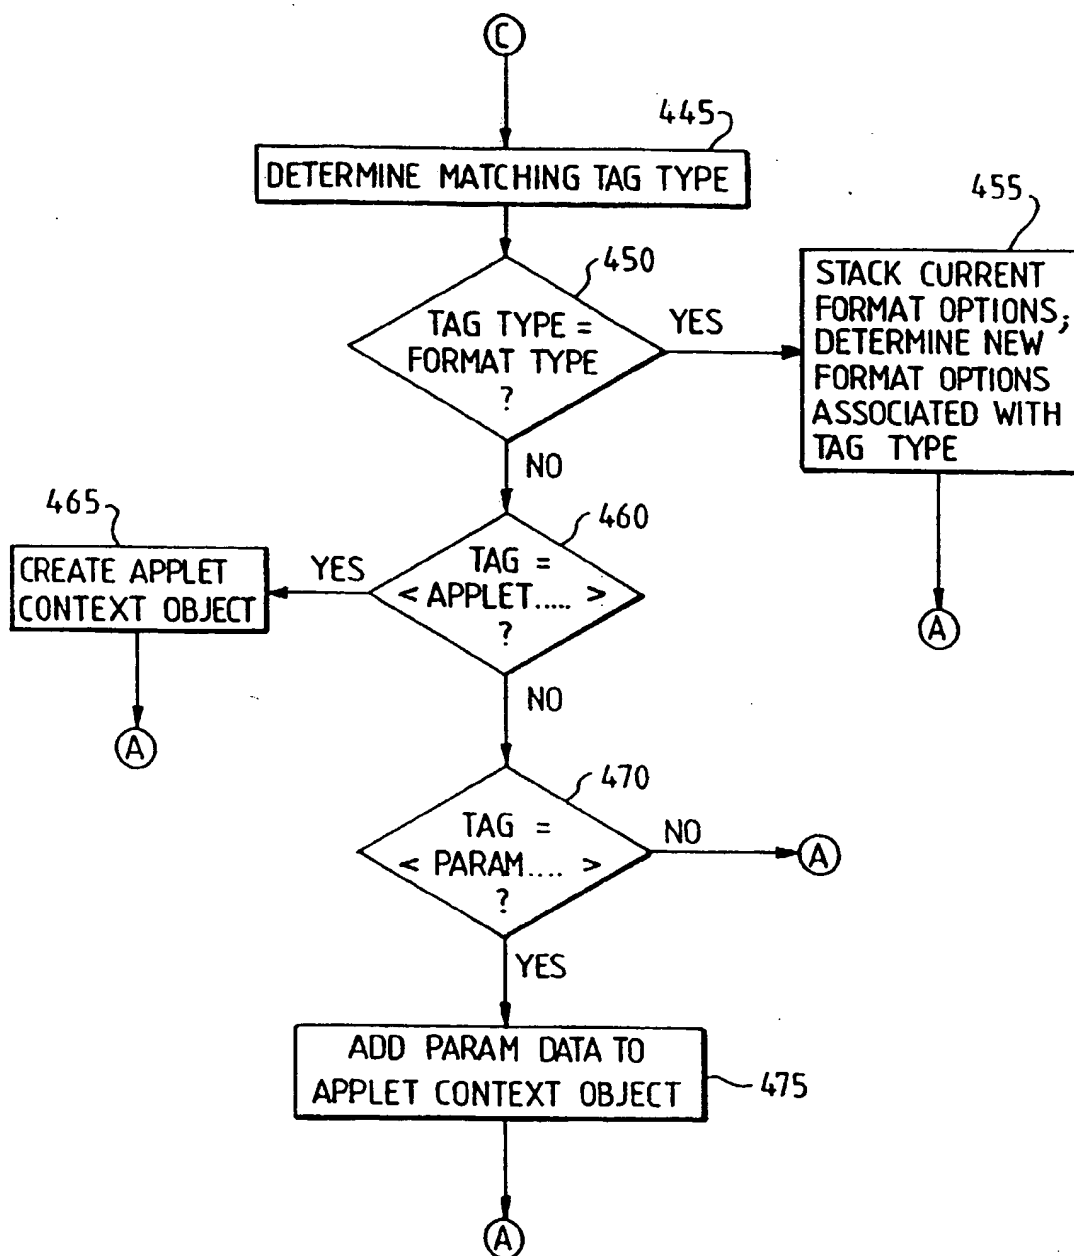 C
445
DETERMINE MATCHING TAG TYPE
450
TAG TYPE =
FORMAT TYPE
?
YES
455
STACK CURRENT
FORMAT OPTIONS;
DETERMINE NEW
FORMAT OPTIONS
ASSOCIATED WITH
TAG TYPE
A
NO
460
TAG =
< APPLET..... >
?
YES
465
CREATE APPLET
CONTEXT OBJECT
A
NO
470
TAG =
< PARAM.... >
?
NO
A
YES
ADD PARAM DATA TO
APPLET CONTEXT OBJECT
475
A